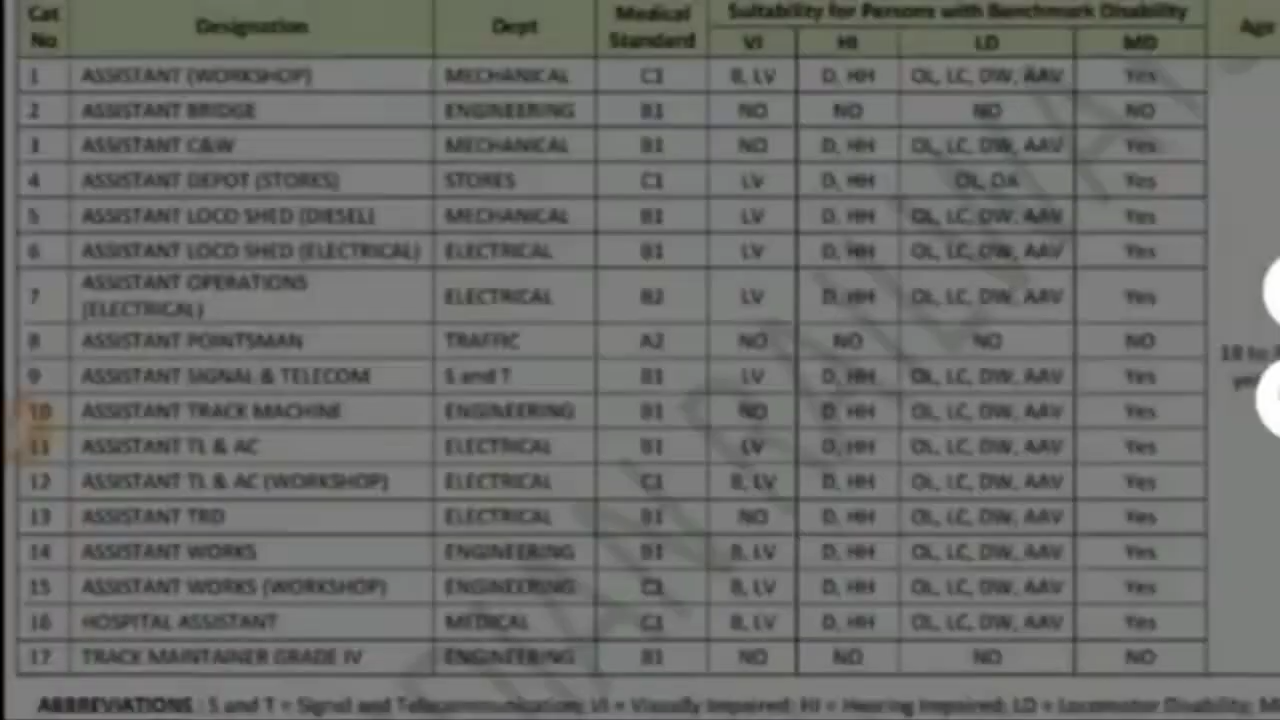 Cat No Designation Dept Medical Standard Suitability for Persons with Benchmark Disability Age
VI HI LD MD
1 ASSISTANT (WORKSHOP) MECHANICAL C1 B, LV D, HH OL, LC, DW, AAV Yes
2 ASSISTANT BRIDGE ENGINEERING B1 NO NO NO NO
3 ASSISTANT C&W MECHANICAL B1 NO D, HH OL, LC, DW, AAV Yes
4 ASSISTANT DEPOT (STORES) STORES C1 LV D, HH OL, OA Yes
5 ASSISTANT LOCO SHED (DIESEL) MECHANICAL B1 LV D, HH OL, LC, DW, AAV Yes
6 ASSISTANT LOCO SHED (ELECTRICAL) ELECTRICAL B1 LV D, HH OL, LC, DW, AAV Yes
7 ASSISTANT OPERATIONS (ELECTRICAL) ELECTRICAL B2 LV D, HH OL, LC, DW, AAV Yes
8 ASSISTANT POINTSMAN TRAFFIC A2 NO NO NO NO
18 to
9 ASSISTANT SIGNAL & TELECOM S and T B1 LV D, HH OL, LC, DW, AAV Yes
10 ASSISTANT TRACK MACHINE ENGINEERING B1 NO D, HH OL, LC, DW, AAV Yes
11 ASSISTANT TL & AC ELECTRICAL B1 LV D, HH OL, LC, DW, AAV Yes
12 ASSISTANT TL & AC (WORKSHOP) ELECTRICAL C1 B, LV D, HH OL, LC, DW, AAV Yes
13 ASSISTANT TRD ELECTRICAL B1 NO D, HH OL, LC, DW, AAV Yes
14 ASSISTANT WORKS ENGINEERING B1 B, LV D, HH OL, LC, DW, AAV Yes
15 ASSISTANT WORKS (WORKSHOP) ENGINEERING C1 B, LV D, HH OL, LC, DW, AAV Yes
16 HOSPITAL ASSISTANT MEDICAL C1 B, LV D, HH OL, LC, DW, AAV Yes
17 TRACK MAINTAINER GRADE IV ENGINEERING B1 NO NO NO NO
ABBREVIATIONS : S and T = Signal and Telecommunication; VI = Visually Impaired; HI = Hearing Impaired; LD = Locomotor Disability;